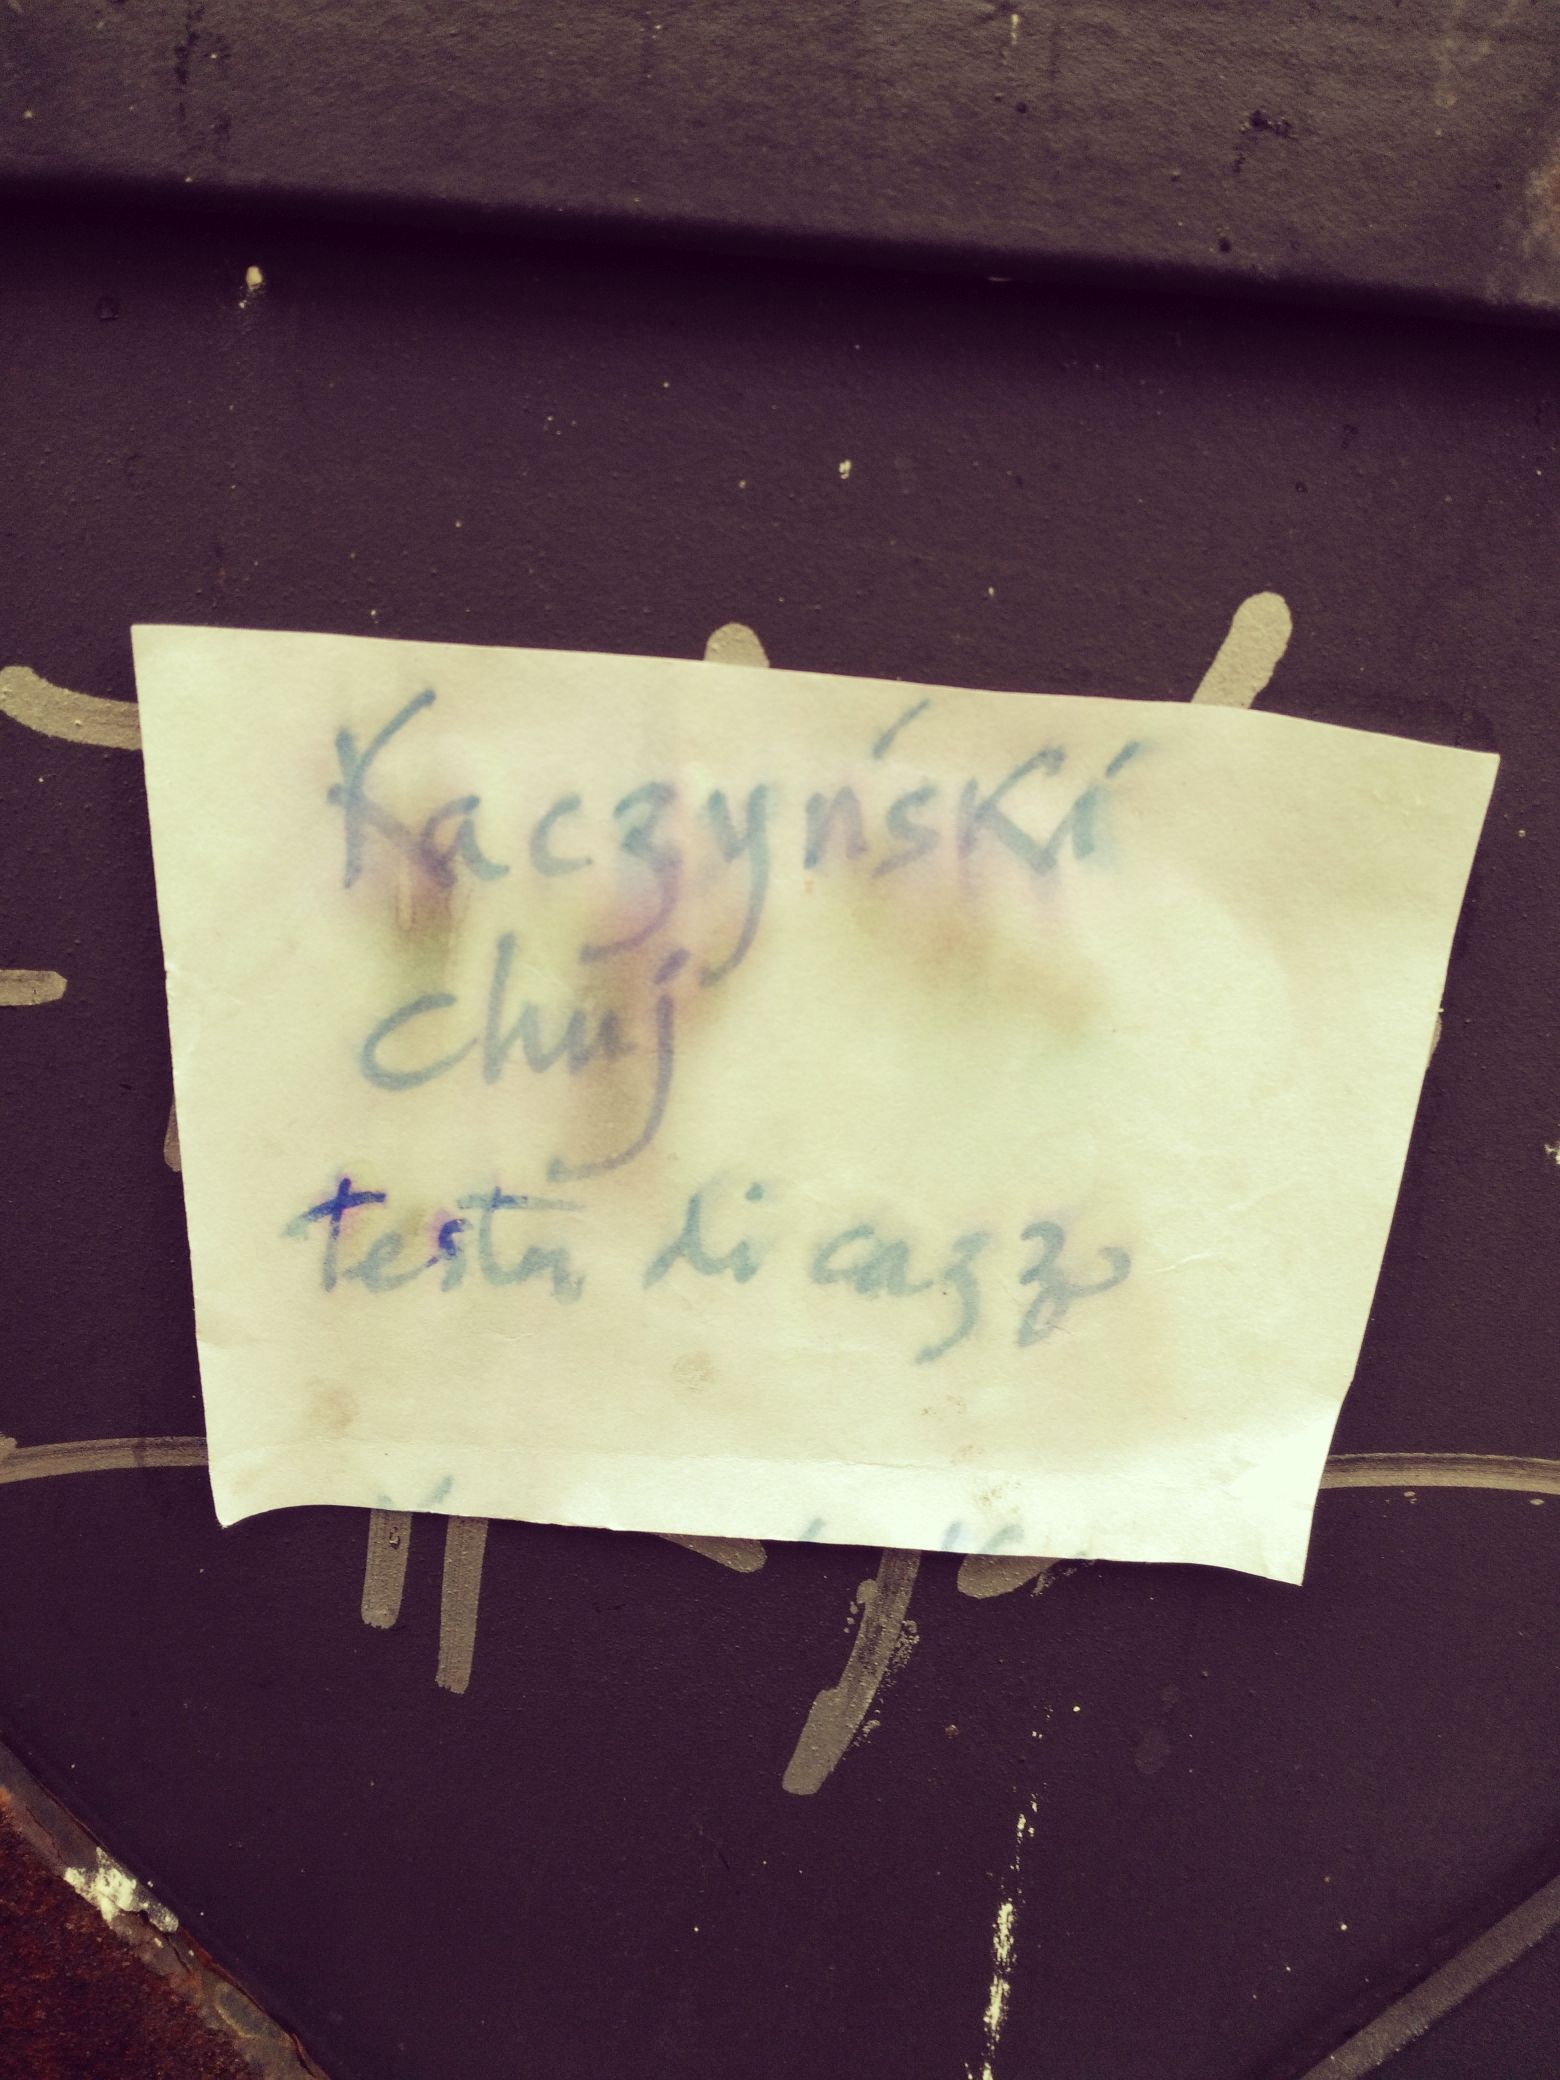 Kaczyński
chuj
testa di cazzo